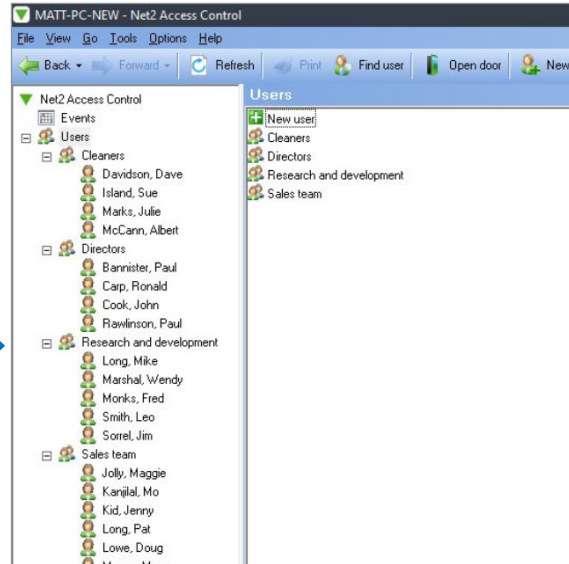 MATT-PC-NEW - Net2 Access Control
File View Go Tools Options Help
Back Forward Refresh Print Find user Open door New
Net2 Access Control
Events
Users
Cleaners
Davidson, Dave
Island, Sue
Marks, Julie
McCann, Albert
Directors
Bannister, Paul
Carp, Ronald
Cook, John
Rawlinson, Paul
Research and development
Long, Mike
Marshal, Wendy
Monks, Fred
Smith, Leo
Sorrel, Jim
Sales team
Jolly, Maggie
Kanjilal, Mo
Kid, Jenny
Long, Pat
Lowe, Doug
Users
New user
Cleaners
Directors
Research and development
Sales team